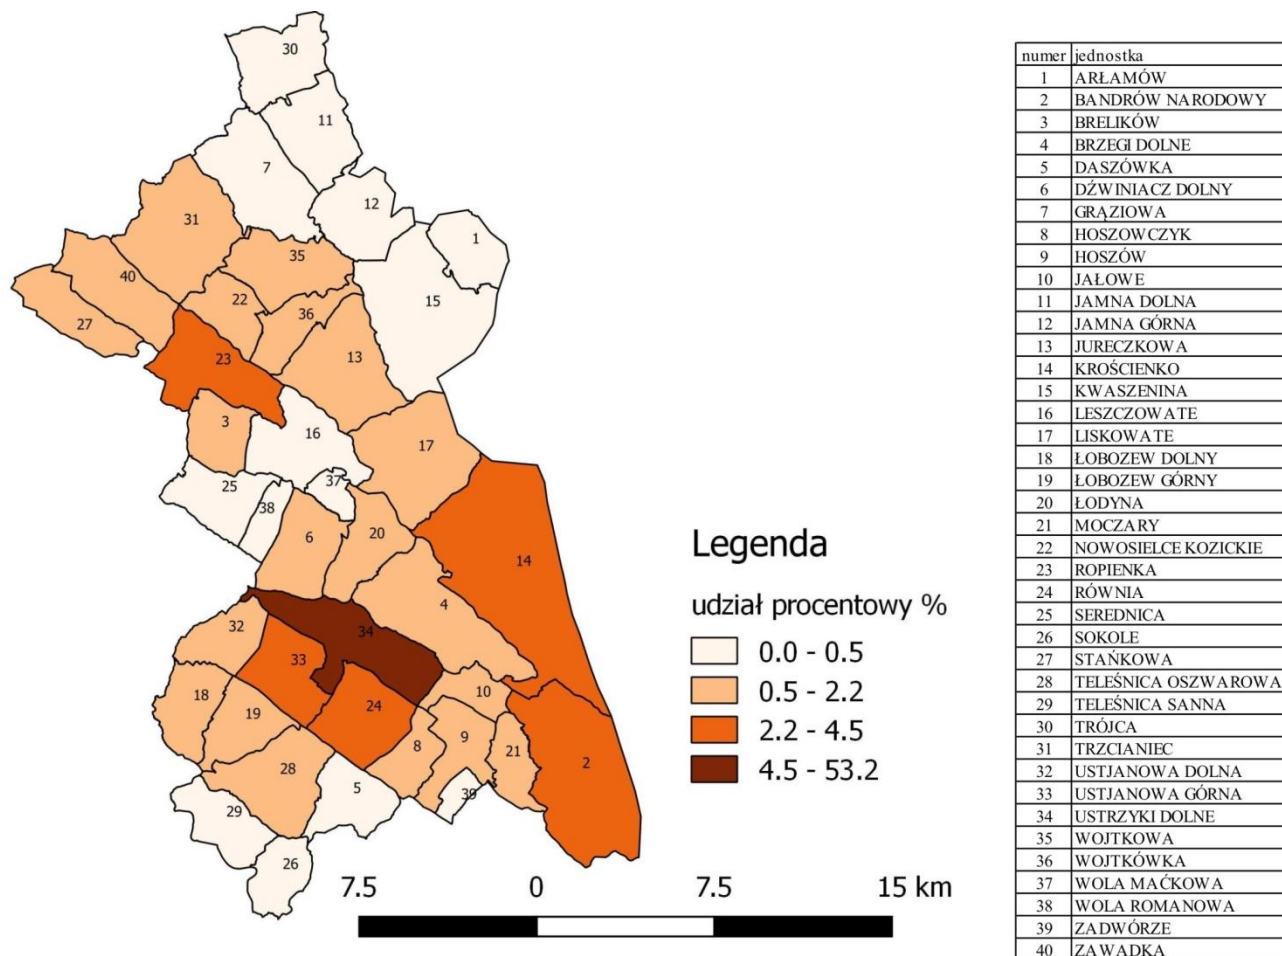 30
11
7
12
1
31
35
40
15
22
36
27
13
23
3
16
17
25
37
38
6
20
14
4
32
34
33
10
18
24
19
9
8
21
2
28
5
39
29
26
Legenda
udział procentowy %
0.0 - 0.5
0.5 - 2.2
2.2 - 4.5
4.5 - 53.2
7.5 0 7.5 15 km
numer jednostka
1 ARŁAMÓW
2 BANDRÓW NARODOWY
3 BRELIKÓW
4 BRZEGI DOLNE
5 DASZÓWKA
6 DŹWINIACZ DOLNY
7 GRĄZIOWA
8 HOSZOWCZYK
9 HOSZÓW
10 JAŁOWE
11 JAMNA DOLNA
12 JAMNA GÓRNA
13 JURECZKOWA
14 KROŚCIENKO
15 KWASZENINA
16 LESZCZOWATE
17 LISKOWATE
18 ŁOBOZEW DOLNY
19 ŁOBOZEW GÓRNY
20 ŁODYNA
21 MOCZARY
22 NOWOSIELCE KOZICKIE
23 ROPIENKA
24 RÓWNIA
25 SEREDNICA
26 SOKOLE
27 STAŃKOWA
28 TELEŚNICA OSZWAROWA
29 TELEŚNICA SANNA
30 TRÓJCA
31 TRZCIANIEC
32 USTJANOWA DOLNA
33 USTJANOWA GÓRNA
34 USTRZYKI DOLNE
35 WOJTKOWA
36 WOJTKÓWKA
37 WOLA MAĆKOWA
38 WOLA ROMANOWA
39 ZADWÓRZE
40 ZAWADKA